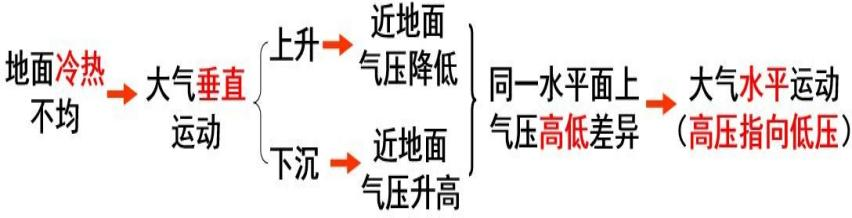 地面冷热
不均
大气垂直
运动
上升
近地面
气压降低
下沉
近地面
气压升高
同一水平面上
气压高低差异
大气水平运动
（高压指向低压）